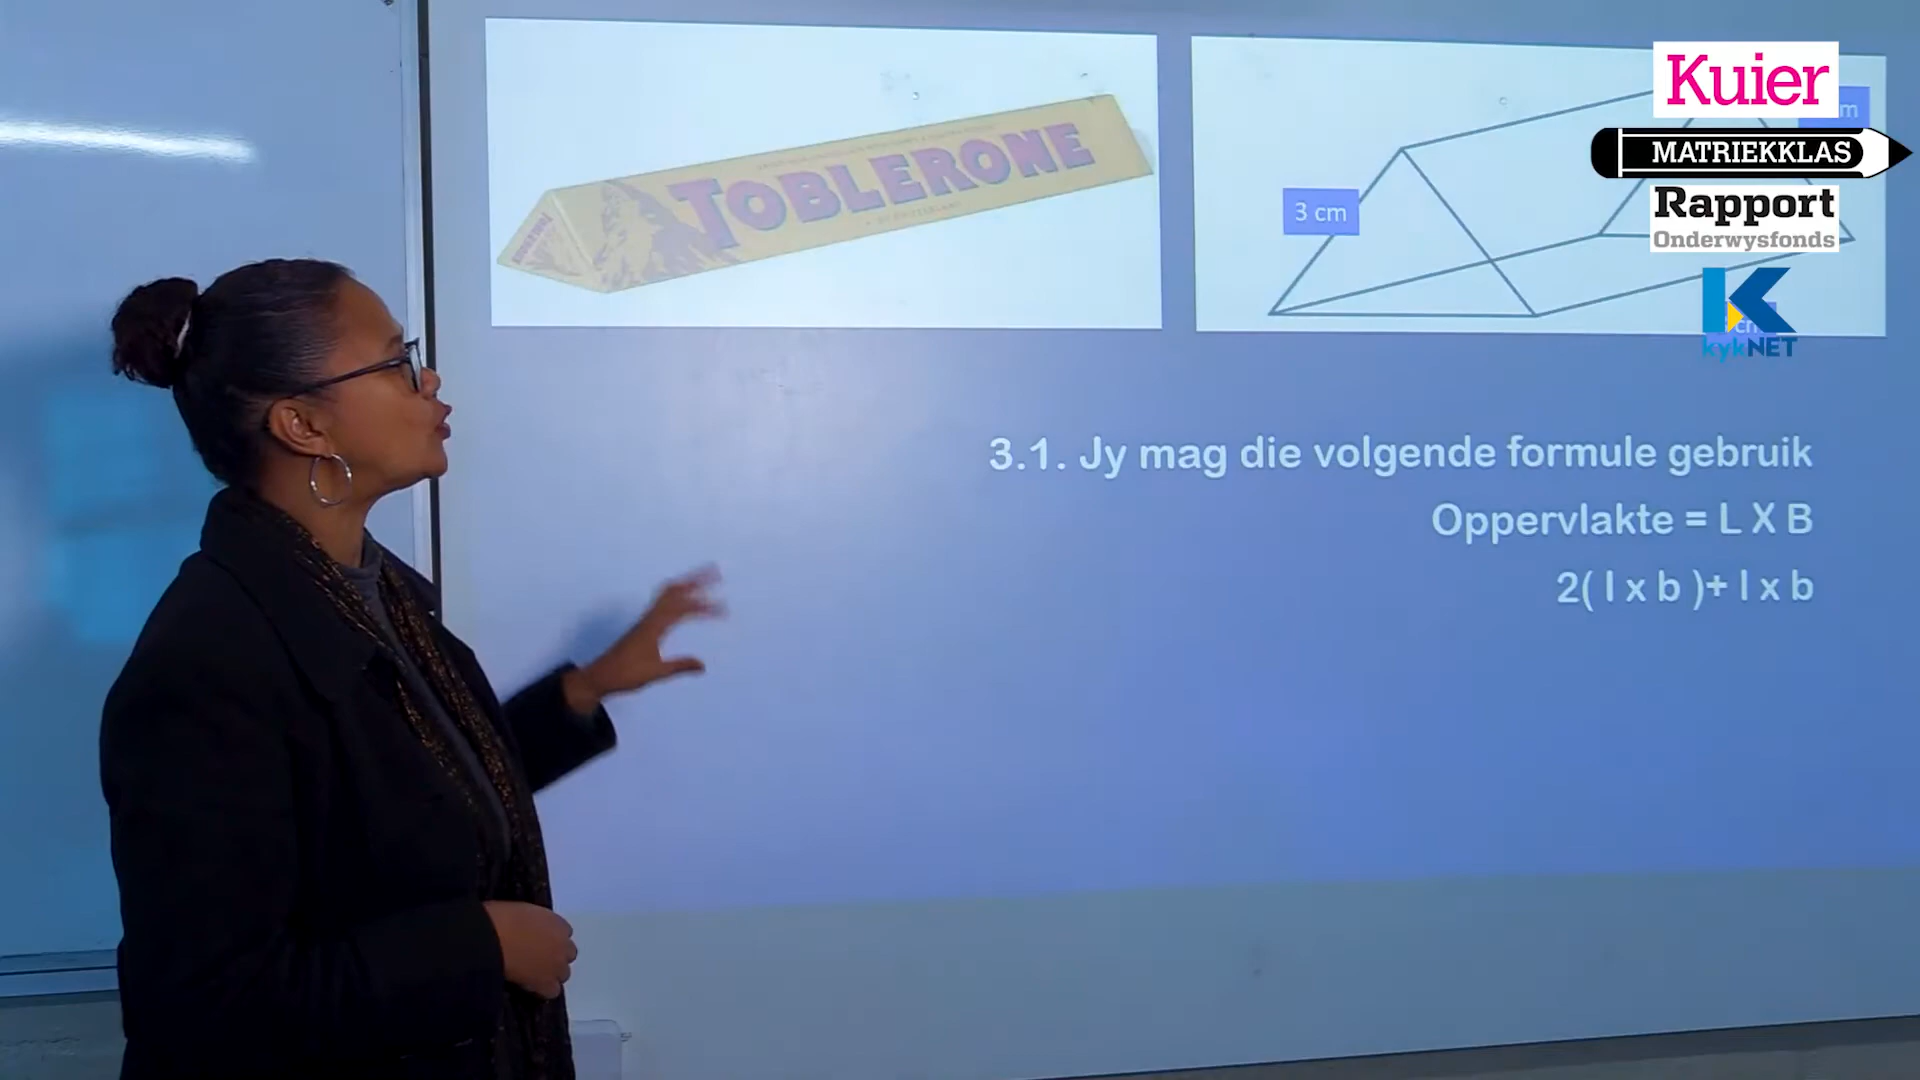 Kuier
MATRIEKKLAS
Rapport
Onderwysfonds
kykNET
TOBLERONE
3 cm
3.1. Jy mag die volgende formule gebruik
Oppervlakte = L X B
2( l x b )+ l x b